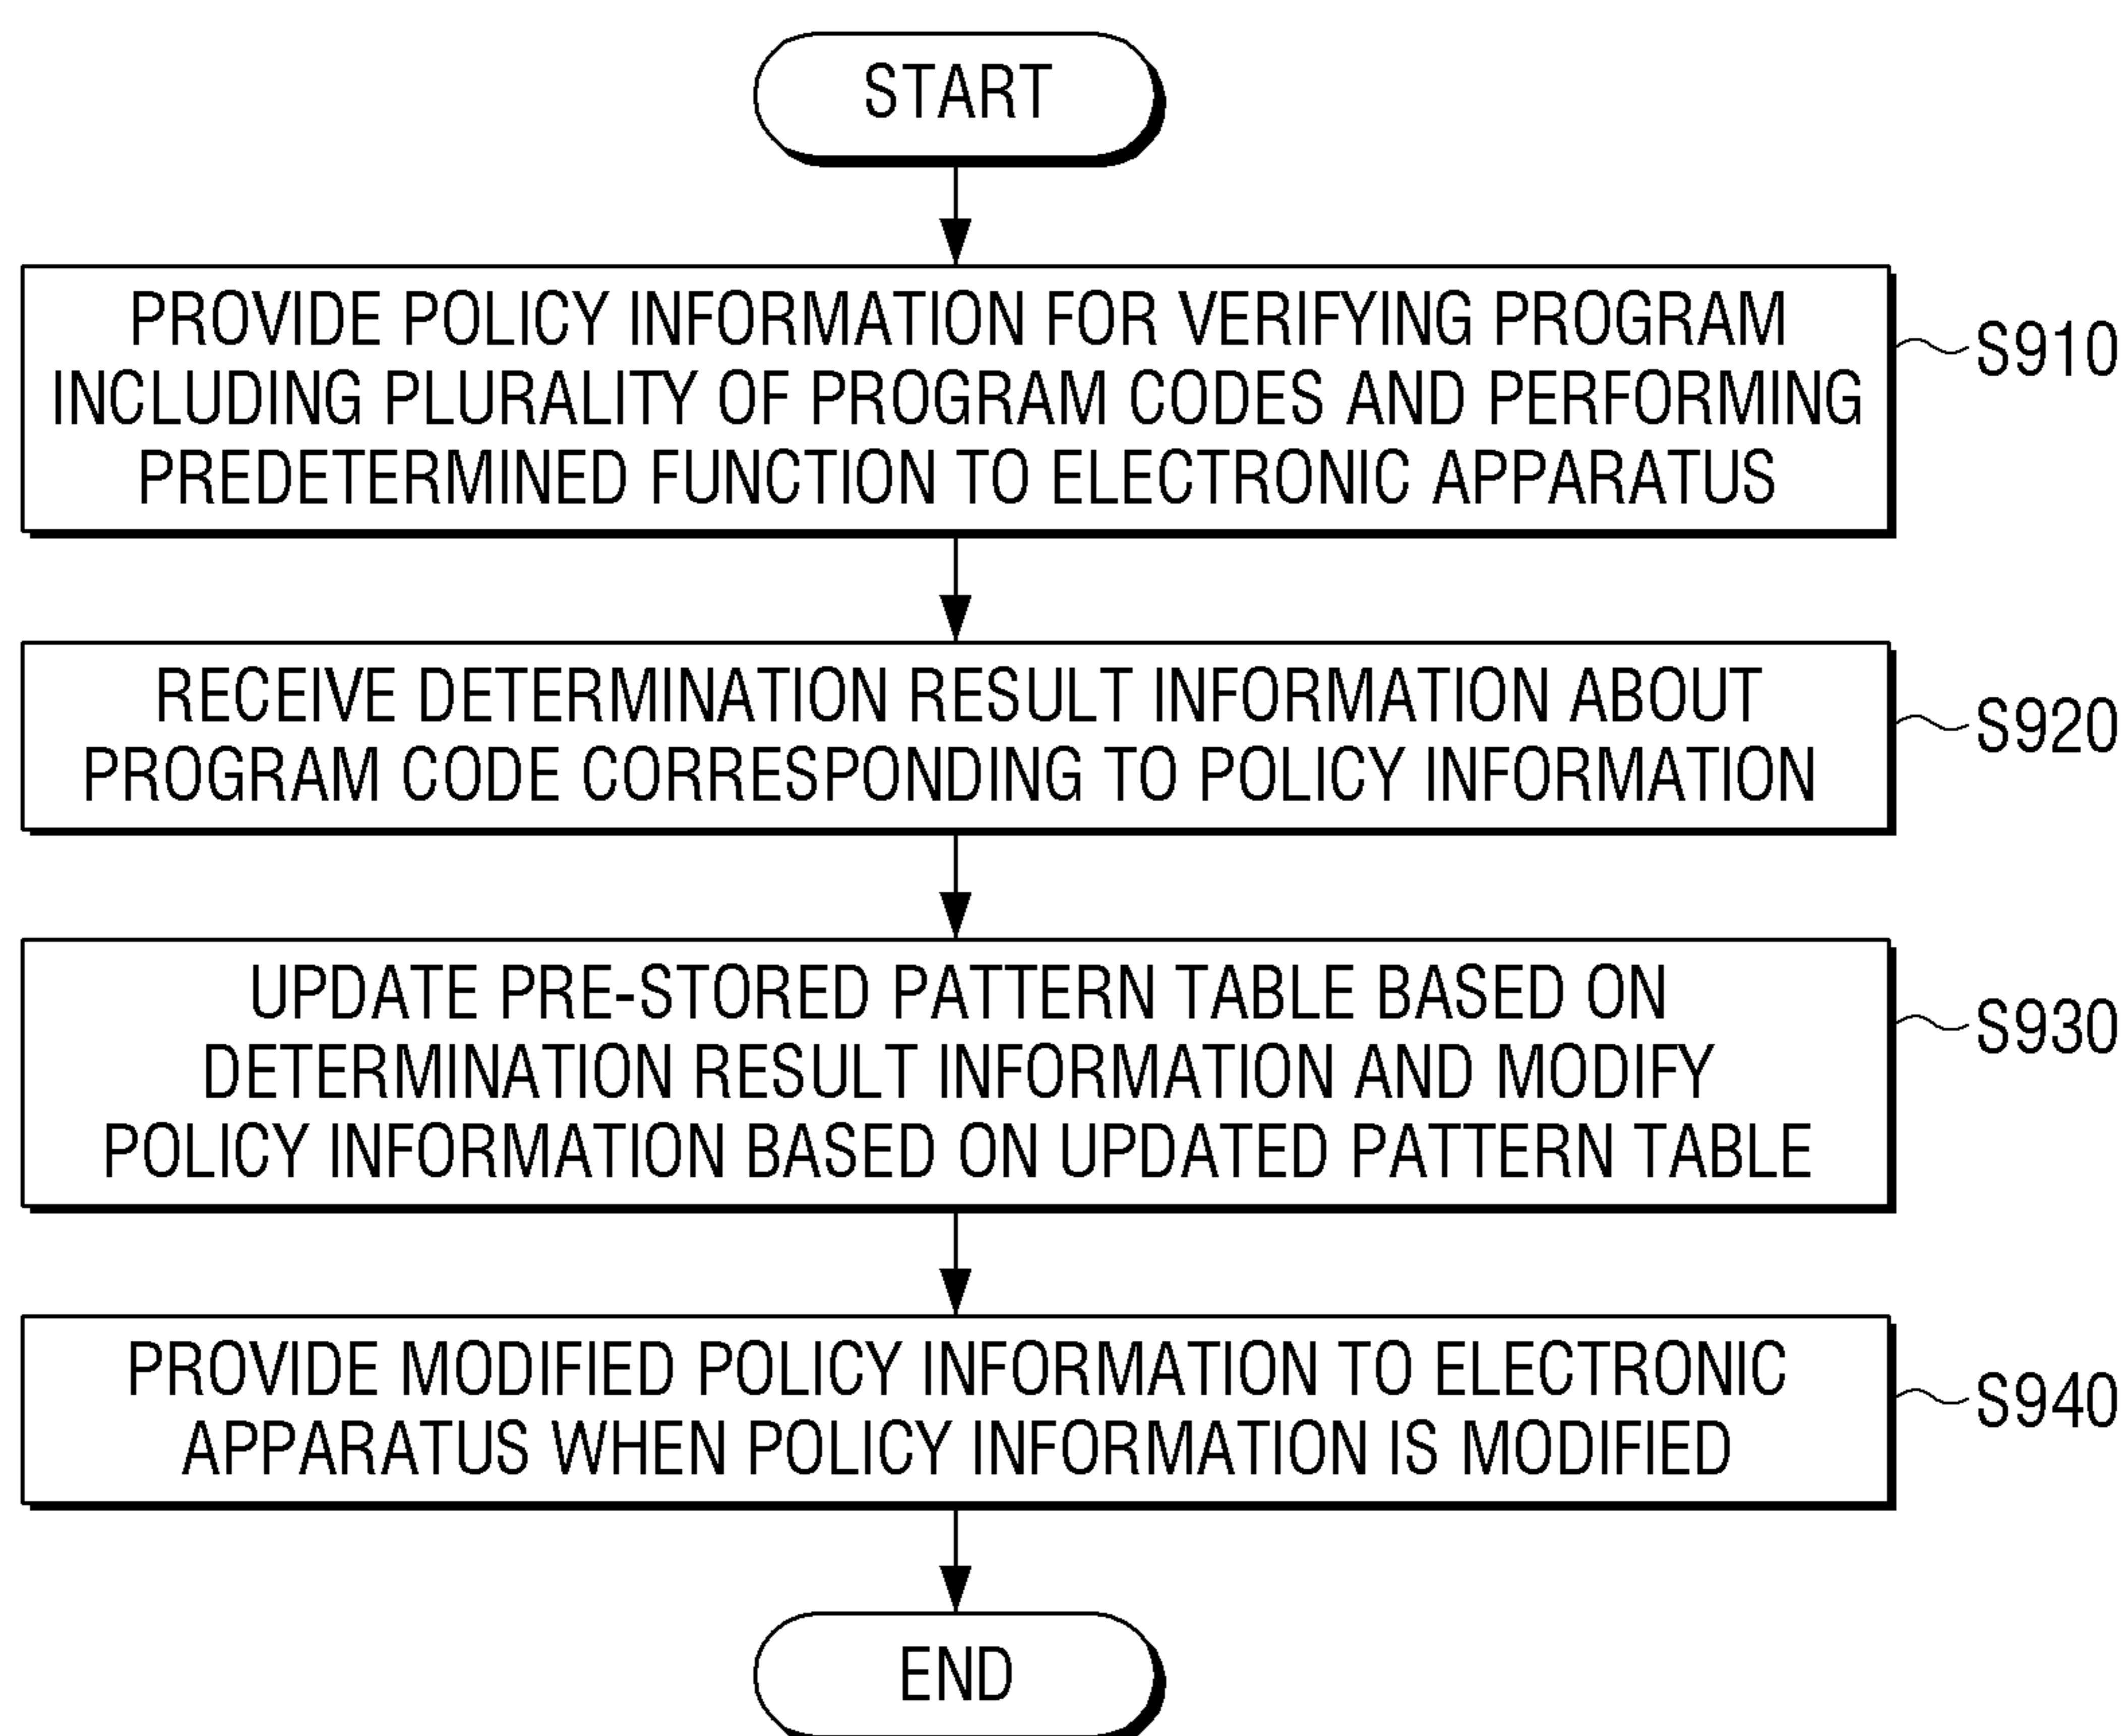 START
PROVIDE POLICY INFORMATION FOR VERIFYING PROGRAM
INCLUDING PLURALITY OF PROGRAM CODES AND PERFORMING
PREDETERMINED FUNCTION TO ELECTRONIC APPARATUS
S910
RECEIVE DETERMINATION RESULT INFORMATION ABOUT
PROGRAM CODE CORRESPONDING TO POLICY INFORMATION
S920
UPDATE PRE-STORED PATTERN TABLE BASED ON
DETERMINATION RESULT INFORMATION AND MODIFY
POLICY INFORMATION BASED ON UPDATED PATTERN TABLE
S930
PROVIDE MODIFIED POLICY INFORMATION TO ELECTRONIC
APPARATUS WHEN POLICY INFORMATION IS MODIFIED
S940
END